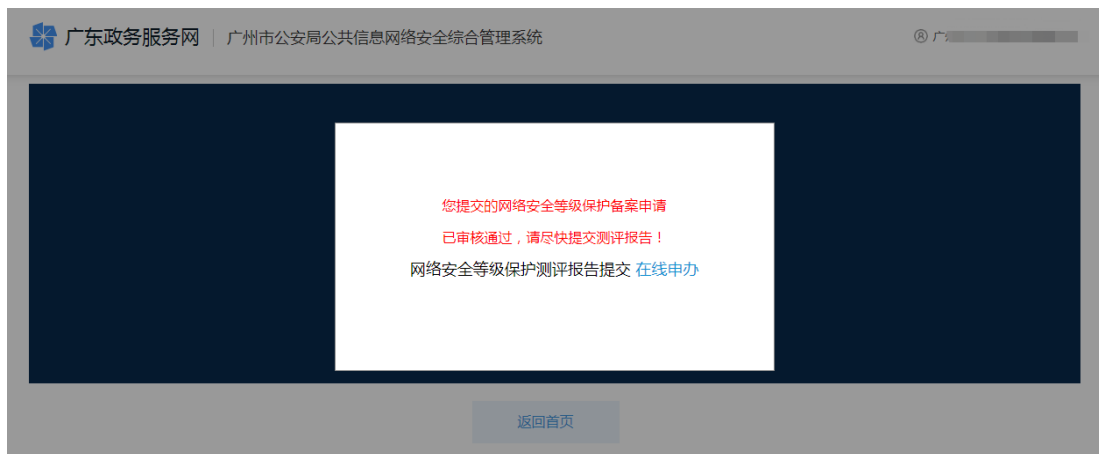 广东政务服务网 广州市公安局公共信息网络安全综合管理系统 广
您提交的网络安全等级保护备案申请
已审核通过，请尽快提交测评报告！
网络安全等级保护测评报告提交 在线申办
返回首页